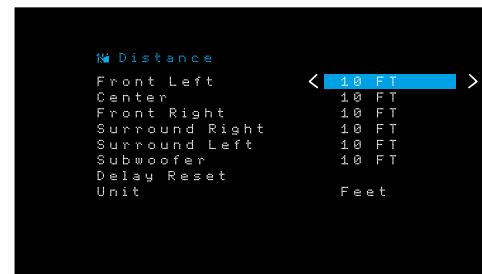 Distance
Front Left < 10 FT >
Center 10 FT
Front Right 10 FT
Surround Right 10 FT
Surround Left 10 FT
Subwoofer 10 FT
Delay Reset
Unit Feet